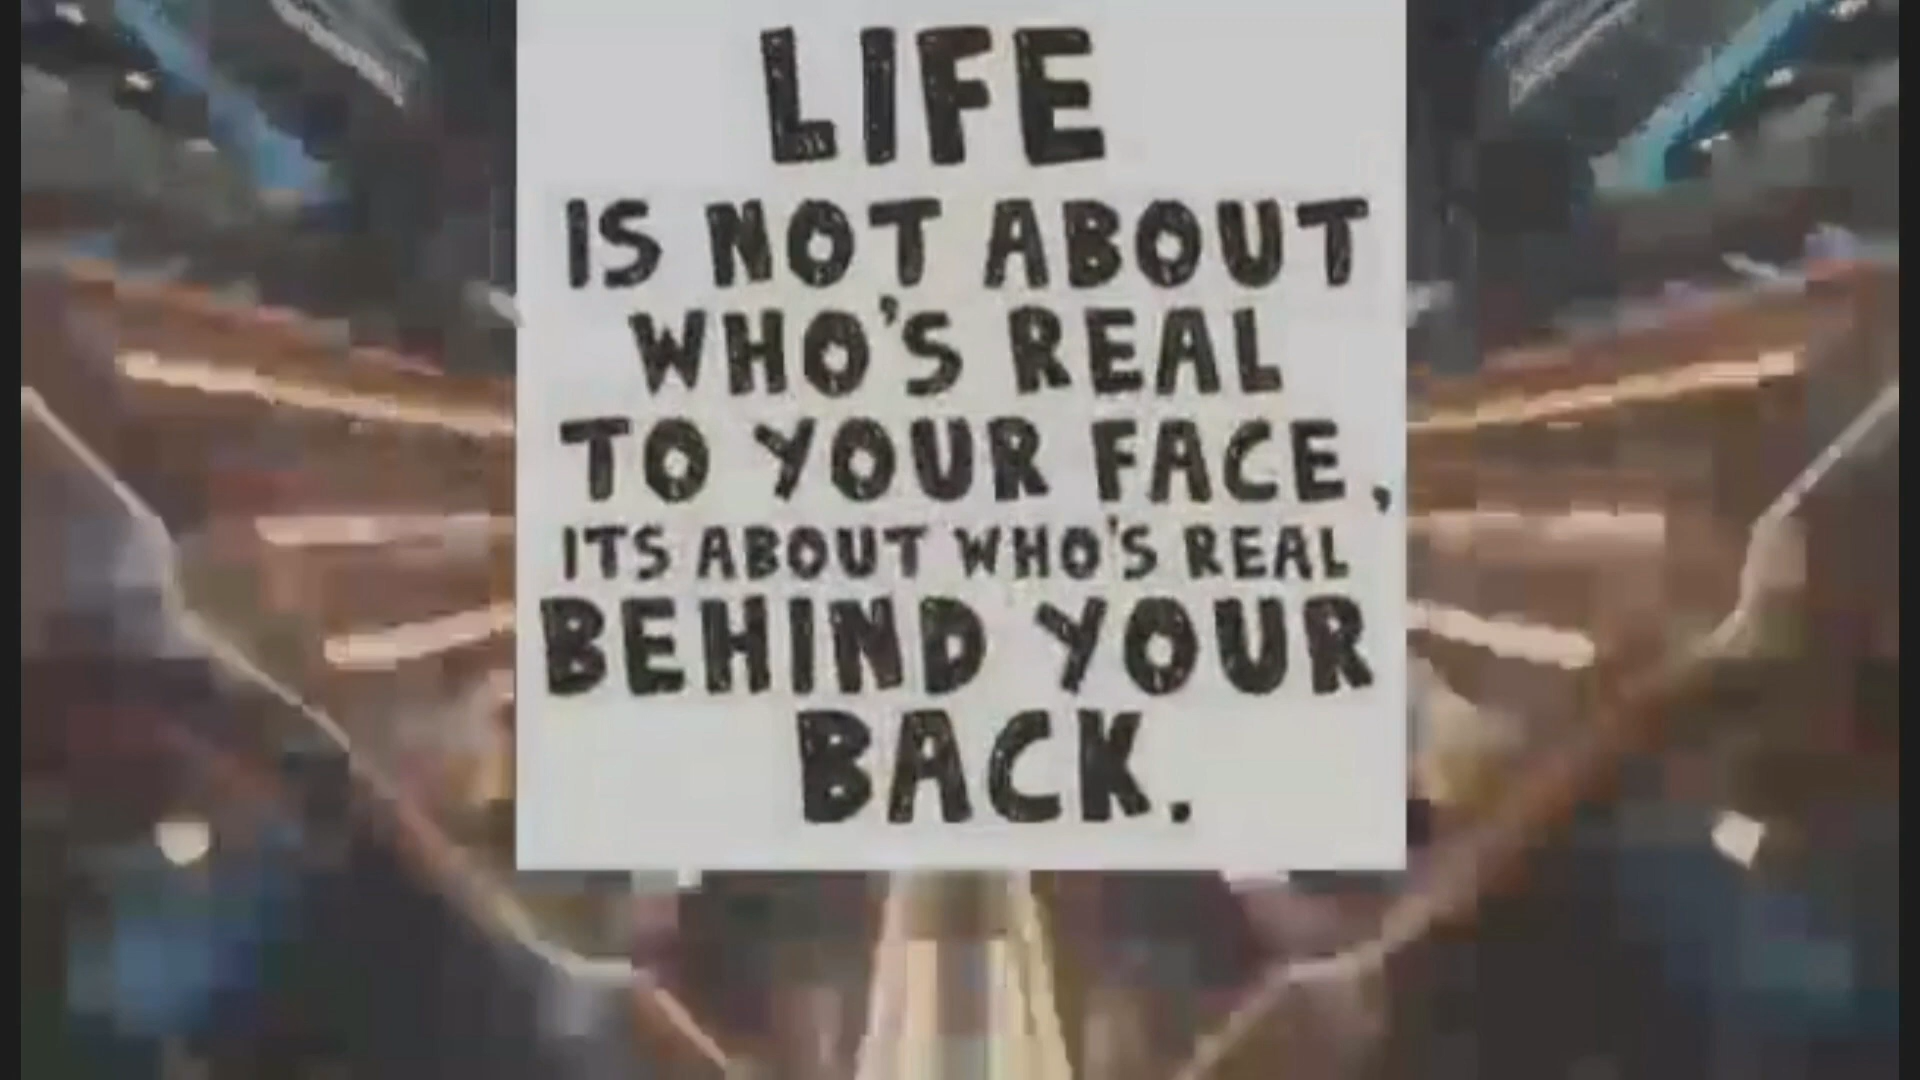 LIFE
IS NOT ABOUT
WHO'S REAL
TO YOUR FACE,
ITS ABOUT WHO'S REAL
BEHIND YOUR
BACK.